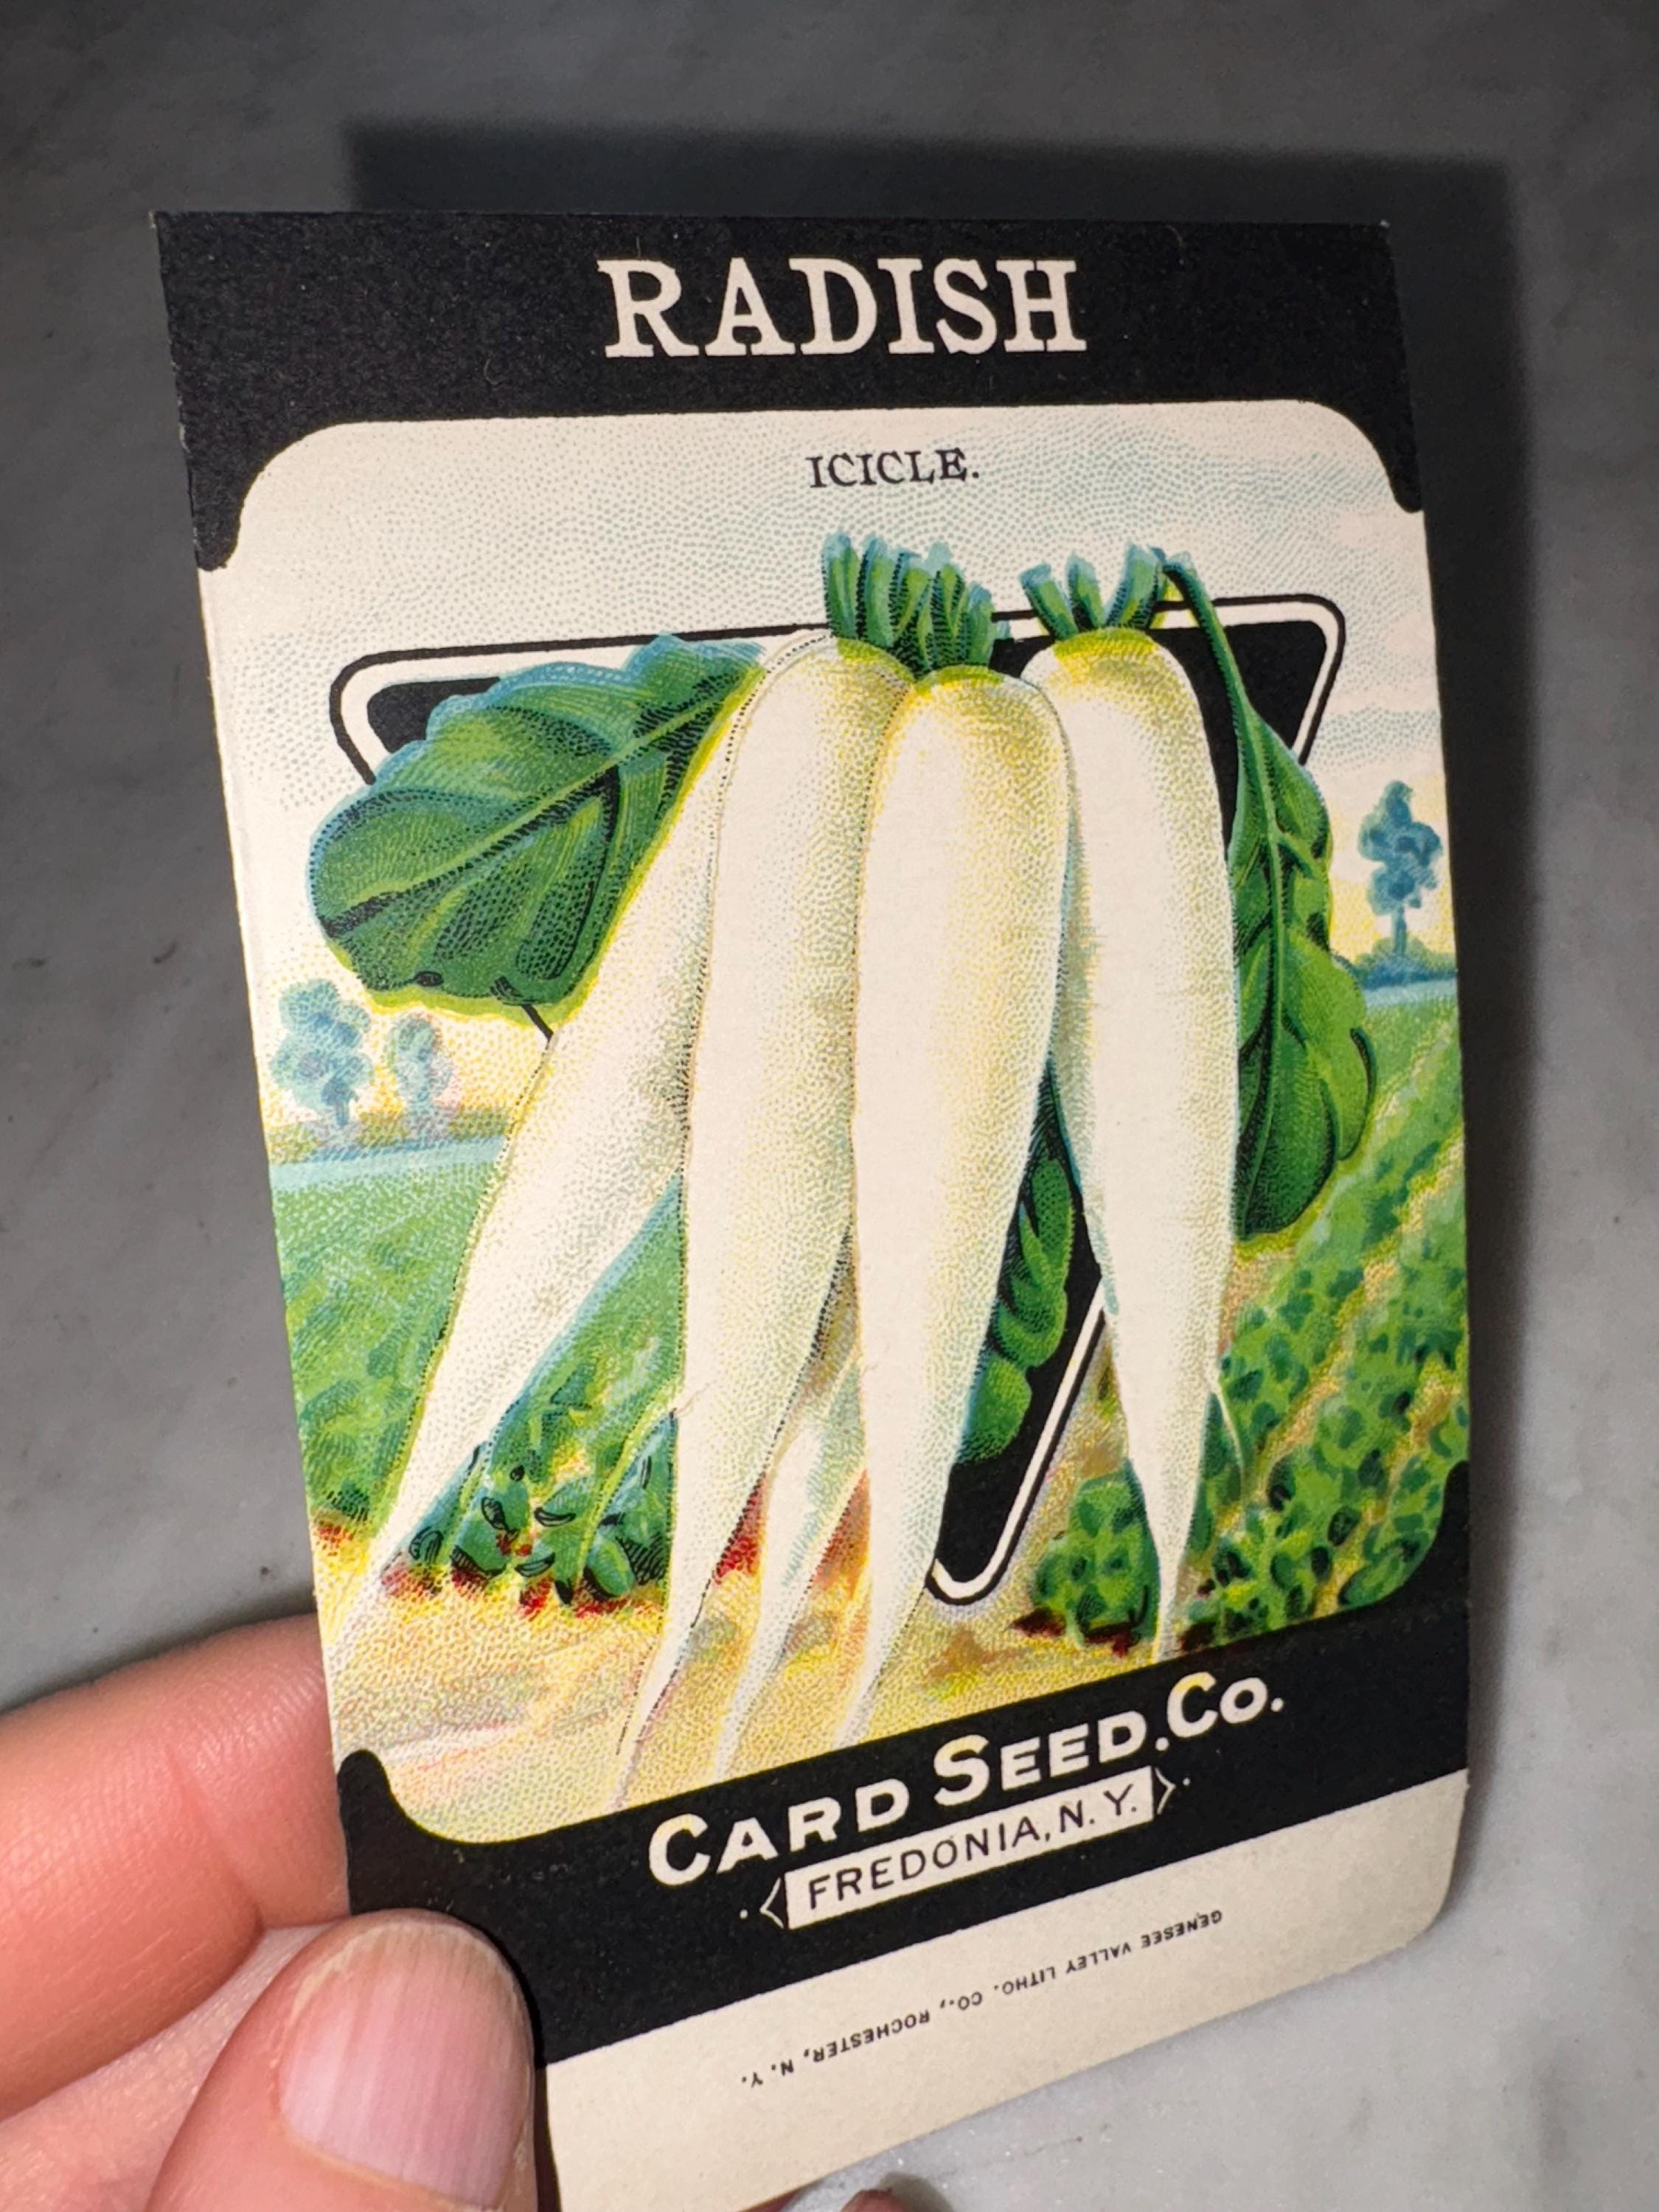 RADISH
ICICLE.
CARD SEED.CO.
FREDONIA, N. Y.
GENESEE VALLEY LITHO. CO., ROCHESTER, N. Y.